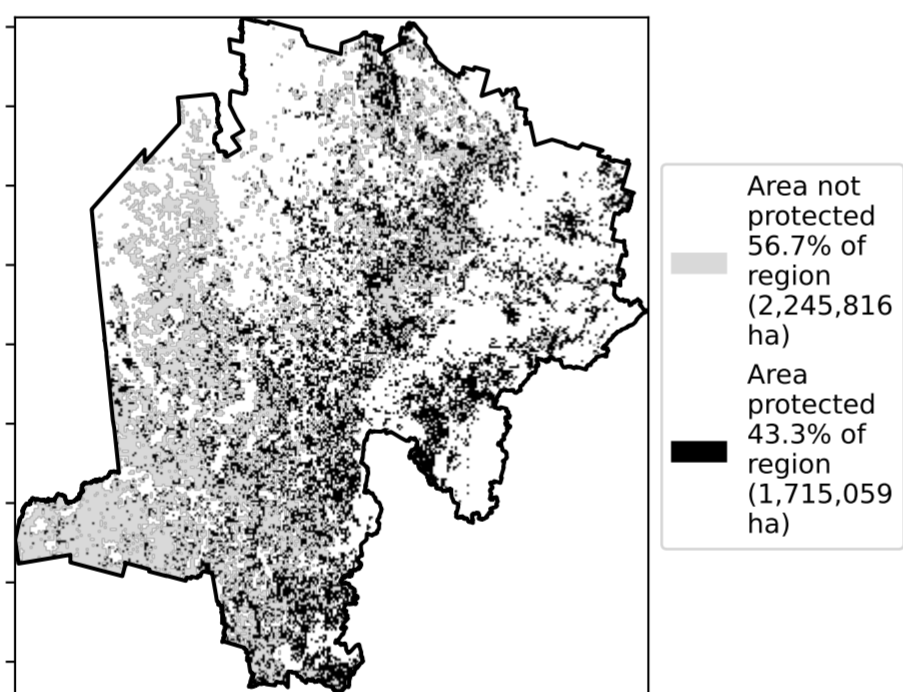 Area not
protected
56.7% of
region
(2,245,816
ha)
Area
protected
43.3% of
region
(1,715,059
ha)